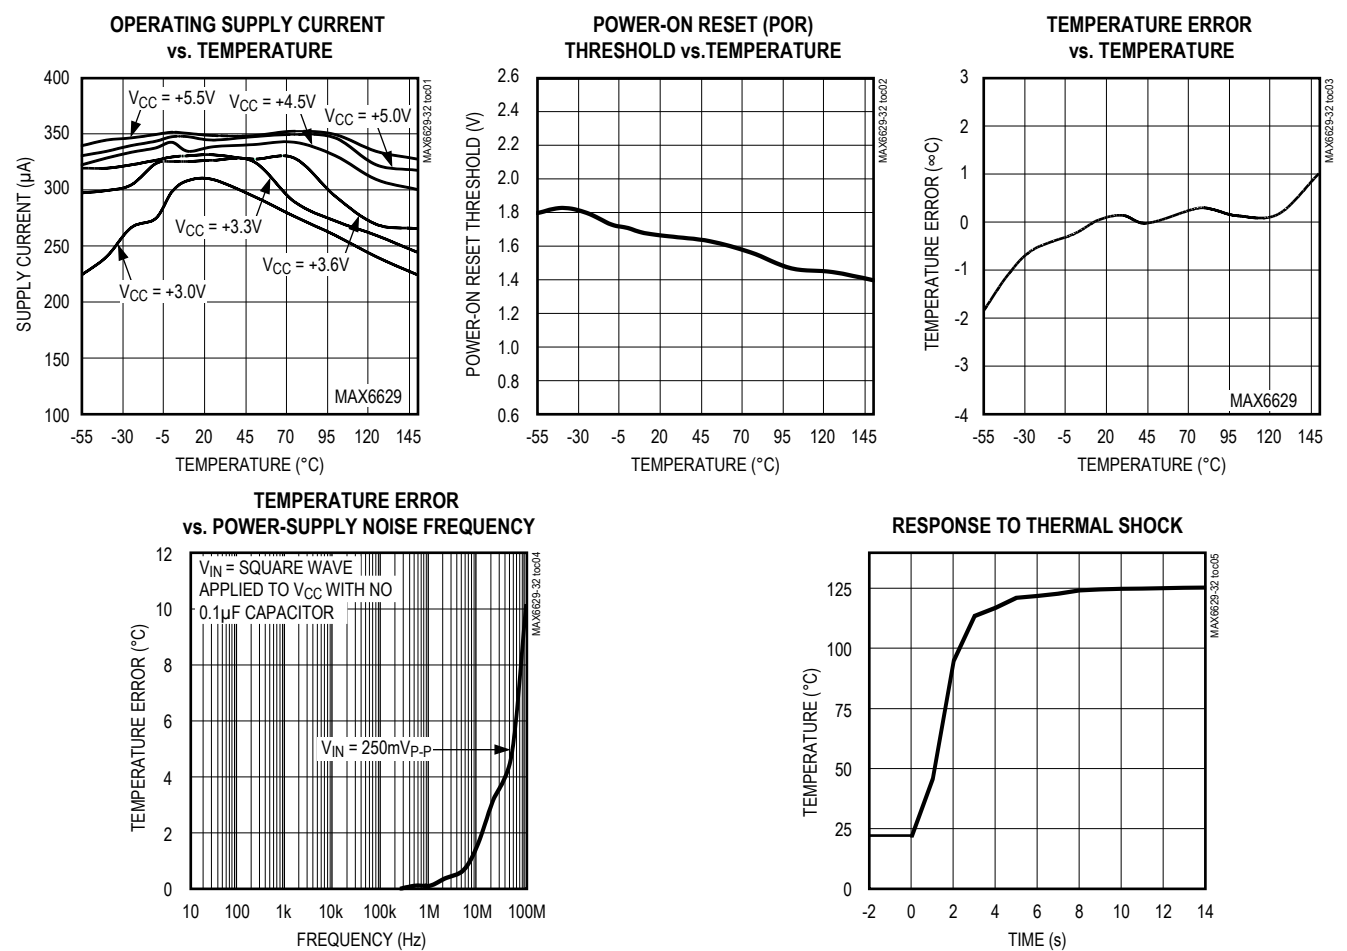 OPERATING SUPPLY CURRENT
vs. TEMPERATURE
400
350
300
250
200
150
100
SUPPLY CURRENT (µA)
VCC = +5.5V
VCC = +4.5V
VCC = +5.0V
VCC = +3.3V
VCC = +3.6V
VCC = +3.0V
MAX6629
MAX6629-32 toc01
-55 -30 -5 20 45 70 95 120 145
TEMPERATURE (°C)
POWER-ON RESET (POR)
THRESHOLD vs.TEMPERATURE
2.6
2.4
2.2
2.0
1.8
1.6
1.4
1.2
1.0
0.8
0.6
POWER-ON RESET THRESHOLD (V)
MAX6629-32 toc02
-55 -30 -5 20 45 70 95 120 145
TEMPERATURE (°C)
TEMPERATURE ERROR
vs. TEMPERATURE
3
2
1
0
-1
-2
-3
-4
TEMPERATURE ERROR (∞C)
MAX6629
MAX6629-32 toc03
-55 -30 -5 20 45 70 95 120 145
TEMPERATURE (°C)
TEMPERATURE ERROR
vs. POWER-SUPPLY NOISE FREQUENCY
12
10
8
6
4
2
0
TEMPERATURE ERROR (°C)
VIN = SQUARE WAVE
APPLIED TO VCC WITH NO
0.1µF CAPACITOR
VIN = 250mVP-P
MAX6629-32 toc04
10 100 1k 10k 100k 1M 10M 100M
FREQUENCY (Hz)
RESPONSE TO THERMAL SHOCK
125
100
75
50
25
0
TEMPERATURE (°C)
MAX6629-32 toc05
-2 0 2 4 6 8 10 12 14
TIME (s)